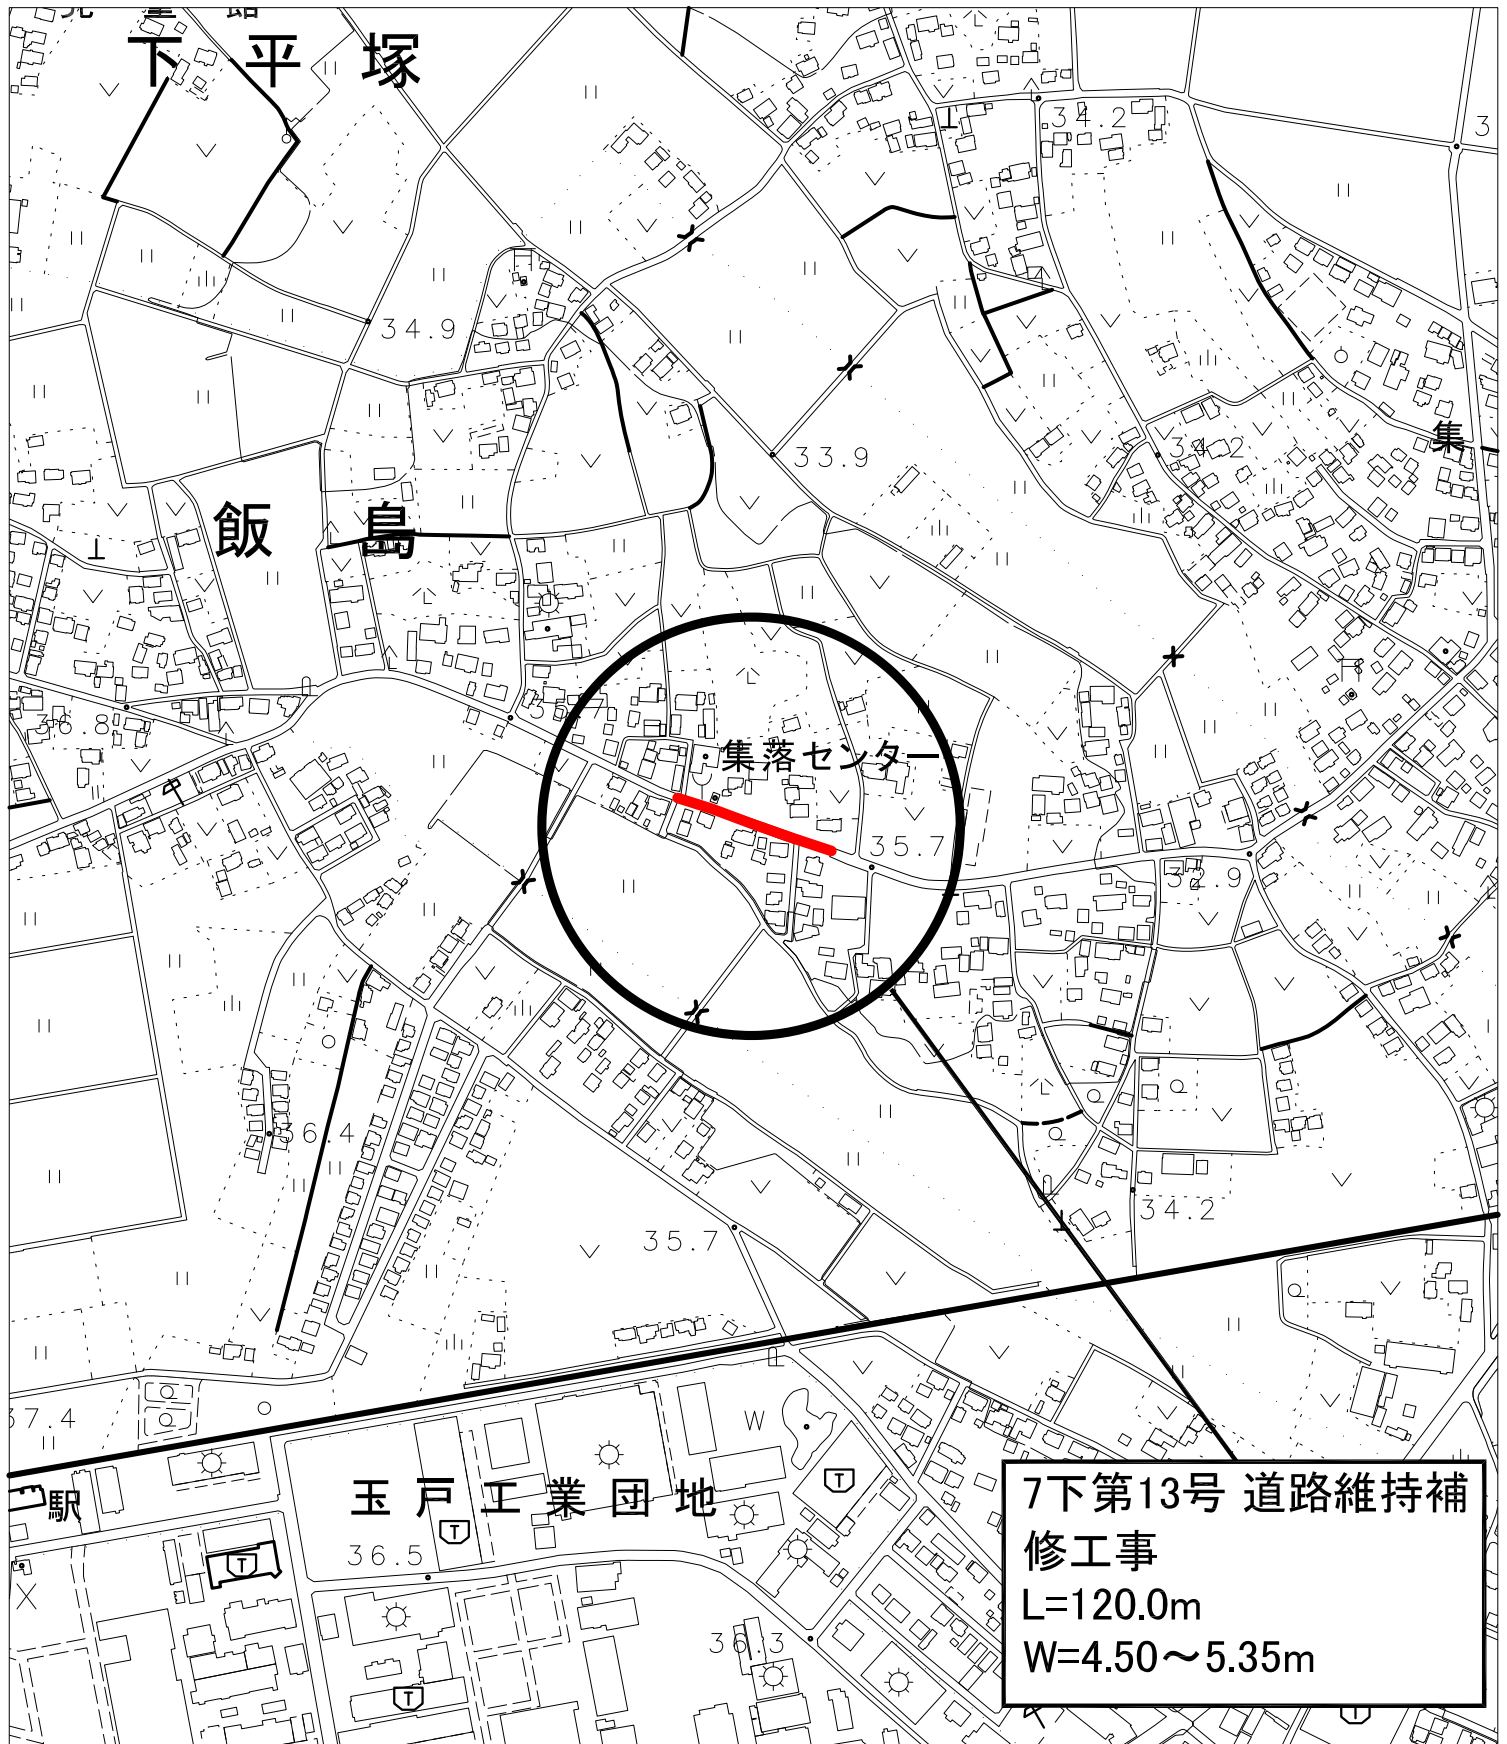 下平塚
34.2
34.9
33.9
34.2
集
飯島
36.8
集落センター
35.7
32.9
36.4
34.2
35.7
37.4
W
駅
玉戸工業団地
T
T
36.5
T
36.3
T
T
7下第13号 道路維持補
修工事
L=120.0m
W=4.50～5.35m